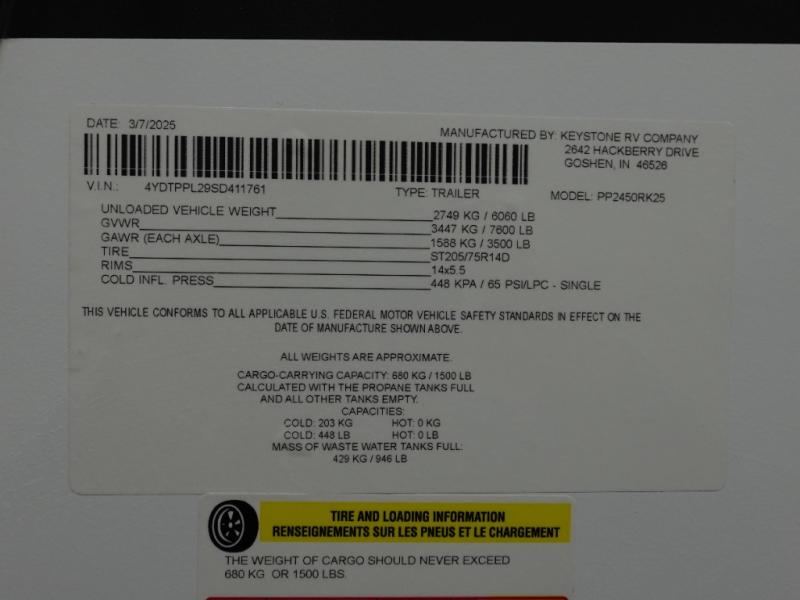 DATE: 3/7/2025
MANUFACTURED BY: KEYSTONE RV COMPANY
2642 HACKBERRY DRIVE
GOSHEN, IN 46526
V.I.N.: 4YDTPPL29SD411761 TYPE: TRAILER MODEL: PP2450RK25
UNLOADED VEHICLE WEIGHT 2749 KG / 6060 LB
GVWR 3447 KG / 7600 LB
GAWR (EACH AXLE) 1588 KG / 3500 LB
TIRE ST205/75R14D
RIMS 14x5.5
COLD INFL. PRESS 448 KPA / 65 PSI/LPC - SINGLE
THIS VEHICLE CONFORMS TO ALL APPLICABLE U.S. FEDERAL MOTOR VEHICLE SAFETY STANDARDS IN EFFECT ON THE
DATE OF MANUFACTURE SHOWN ABOVE.
ALL WEIGHTS ARE APPROXIMATE.
CARGO-CARRYING CAPACITY: 680 KG / 1500 LB
CALCULATED WITH THE PROPANE TANKS FULL
AND ALL OTHER TANKS EMPTY.
CAPACITIES:
COLD: 203 KG HOT: 0 KG
COLD: 448 LB HOT: 0 LB
MASS OF WASTE WATER TANKS FULL:
429 KG / 946 LB
TIRE AND LOADING INFORMATION
RENSEIGNEMENTS SUR LES PNEUS ET LE CHARGEMENT
THE WEIGHT OF CARGO SHOULD NEVER EXCEED
680 KG OR 1500 LBS.